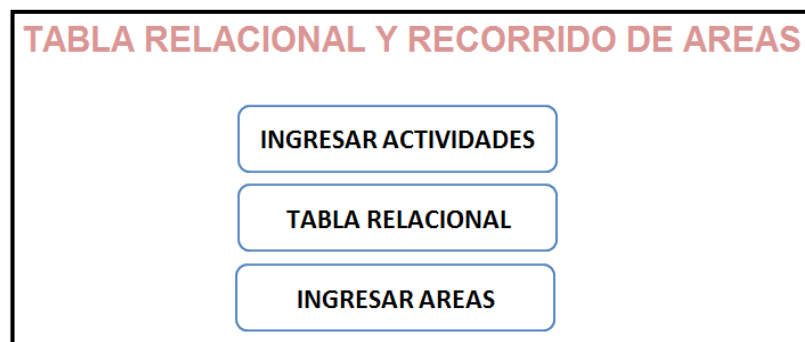 TABLA RELACIONAL Y RECORRIDO DE AREAS
INGRESAR ACTIVIDADES
TABLA RELACIONAL
INGRESAR AREAS